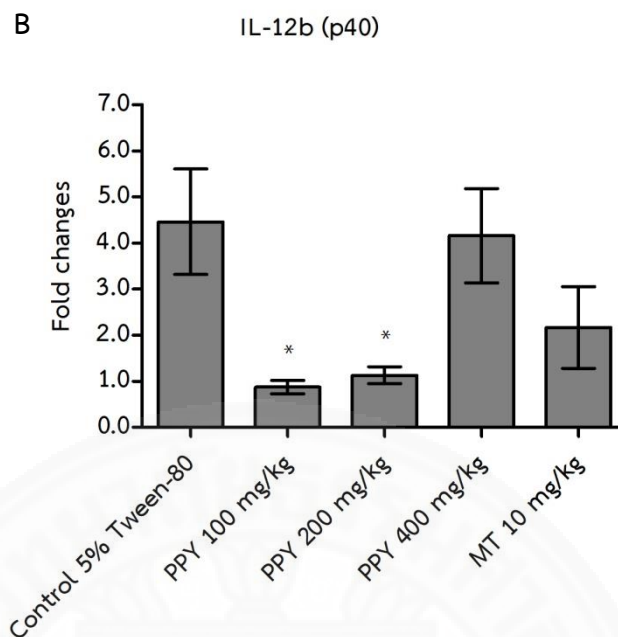 B
IL-12b (p40)
Fold changes
7.0
6.0
5.0
4.0
3.0
2.0
1.0
0.0
*
*
Control 5% Tween-80
PPY 100 mg/kg
PPY 200 mg/kg
PPY 400 mg/kg
MT 10 mg/kg